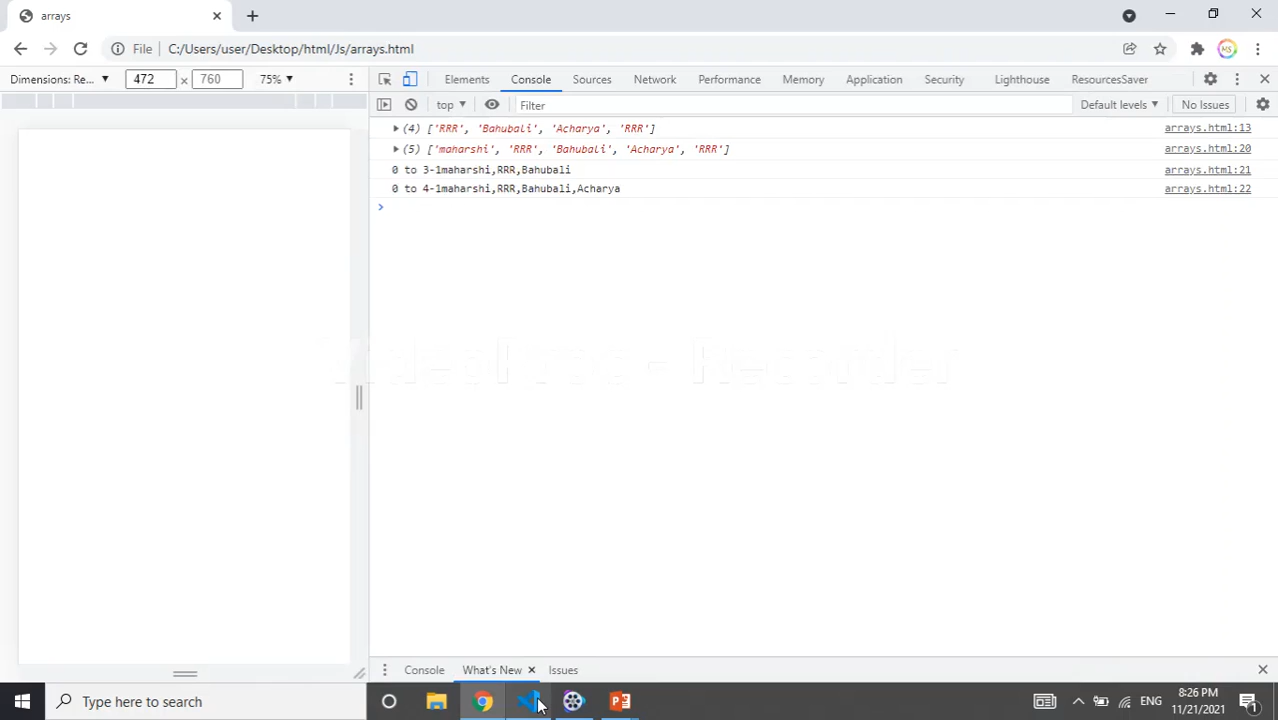 arrays
File C:/Users/user/Desktop/html/Js/arrays.html
Dimensions: Re... 472 × 760 75%
Elements Console Sources Network Performance Memory Application Security Lighthouse ResourcesSaver
top Filter Default levels No Issues
(4) ['RRR', 'Bahubali', 'Acharya', 'RRR'] arrays.html:13
(5) ['maharshi', 'RRR', 'Bahubali', 'Acharya', 'RRR'] arrays.html:20
0 to 3-1maharshi,RRR,Bahubali arrays.html:21
0 to 4-1maharshi,RRR,Bahubali,Acharya arrays.html:22
VideoProc - Recorder
Console What's New Issues
Type here to search
ENG
8:26 PM
11/21/2021
1